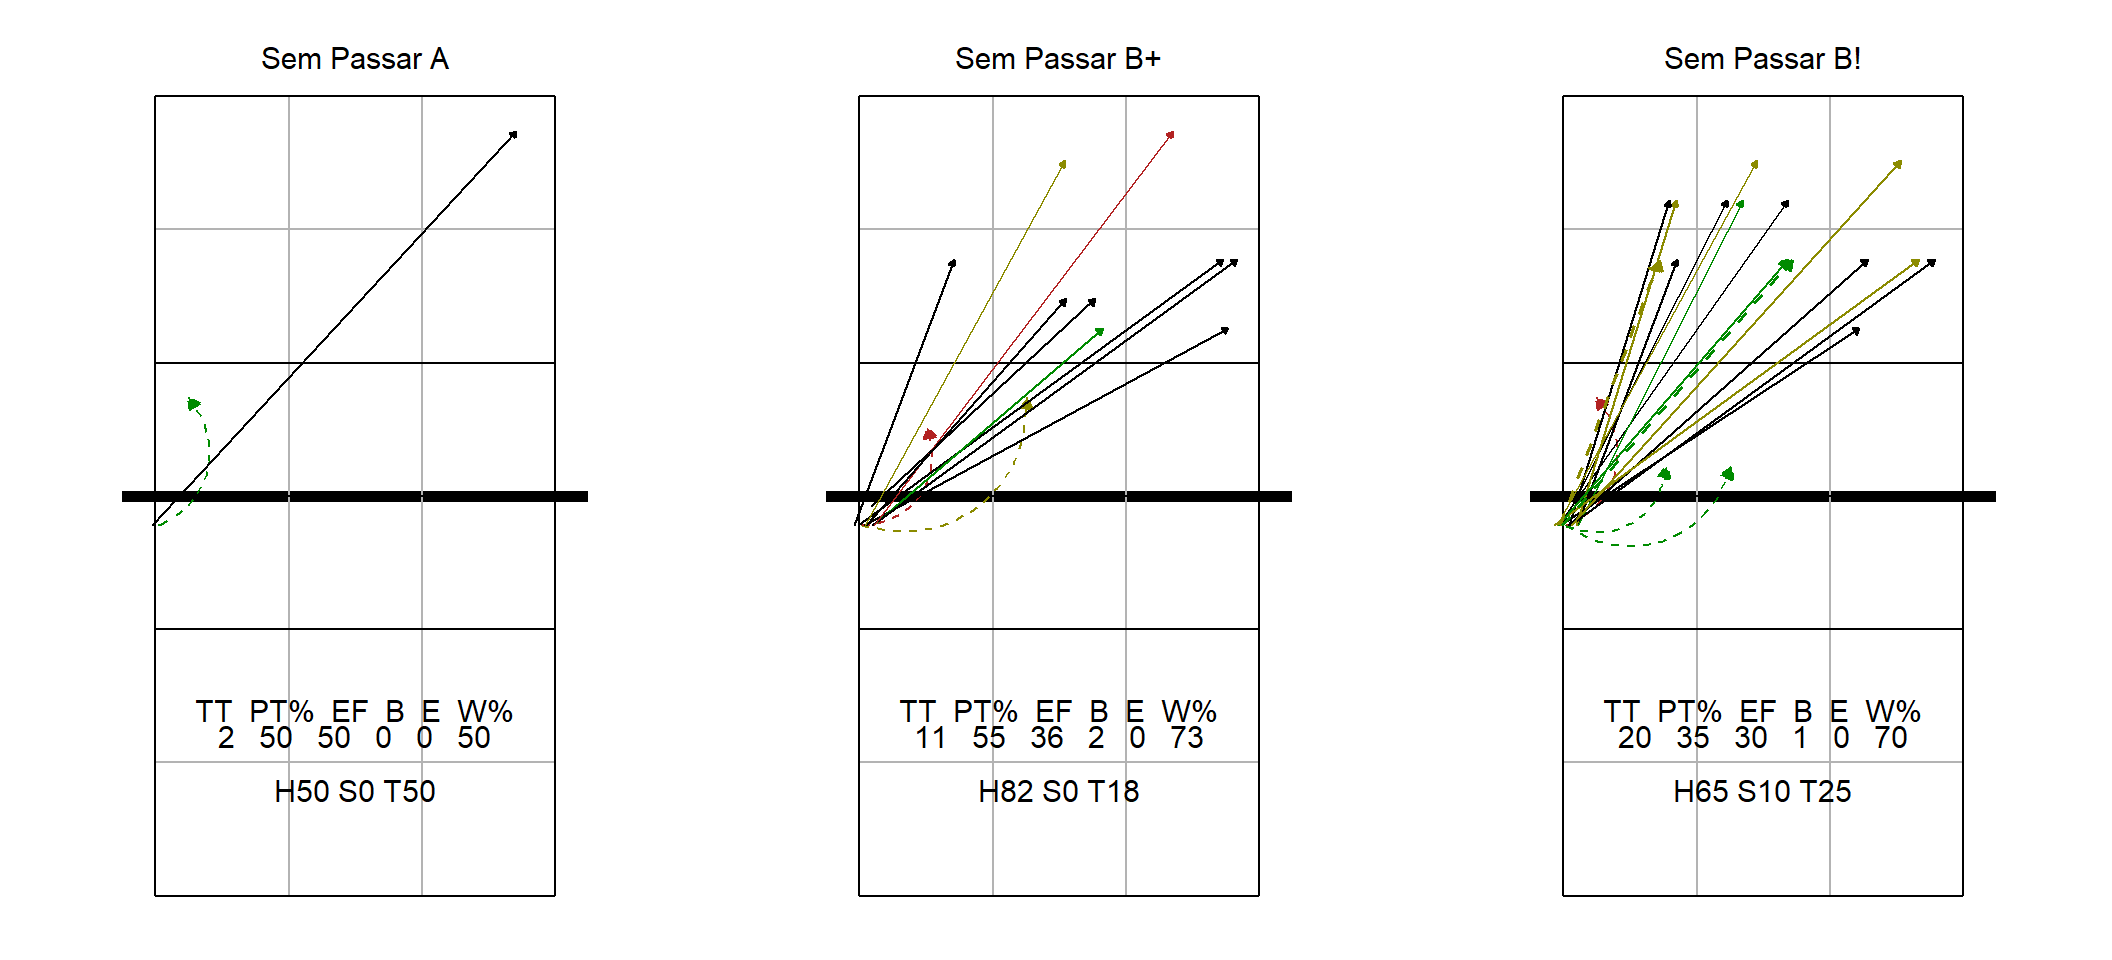 Sem Passar A
TT PT% EF B E W%
2 50 50 0 0 50
H50 S0 T50
Sem Passar B+
TT PT% EF B E W%
11 55 36 2 0 73
H82 S0 T18
Sem Passar B!
TT PT% EF B E W%
20 35 30 1 0 70
H65 S10 T25